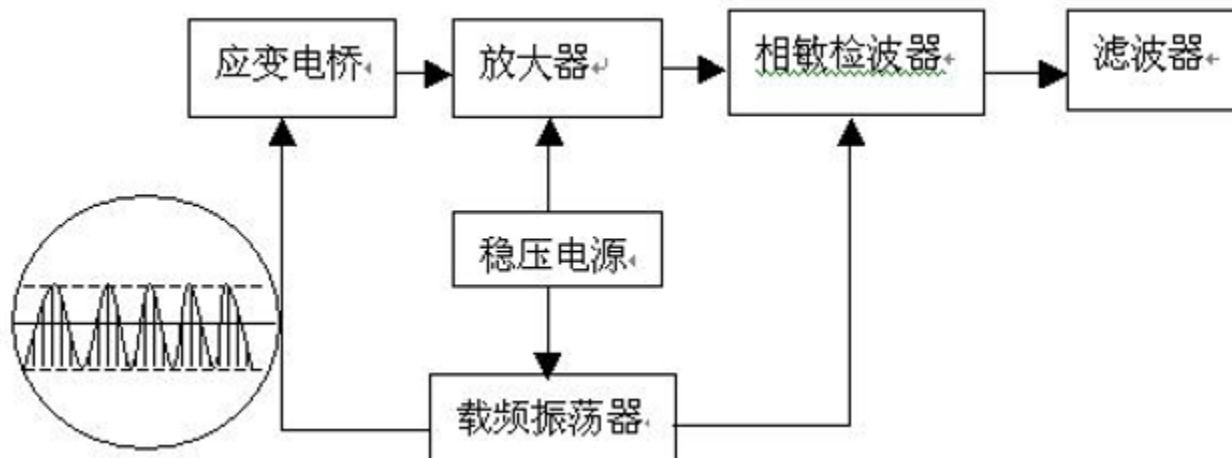 应变电桥
放大器
相敏检波器
滤波器
稳压电源
载频振荡器